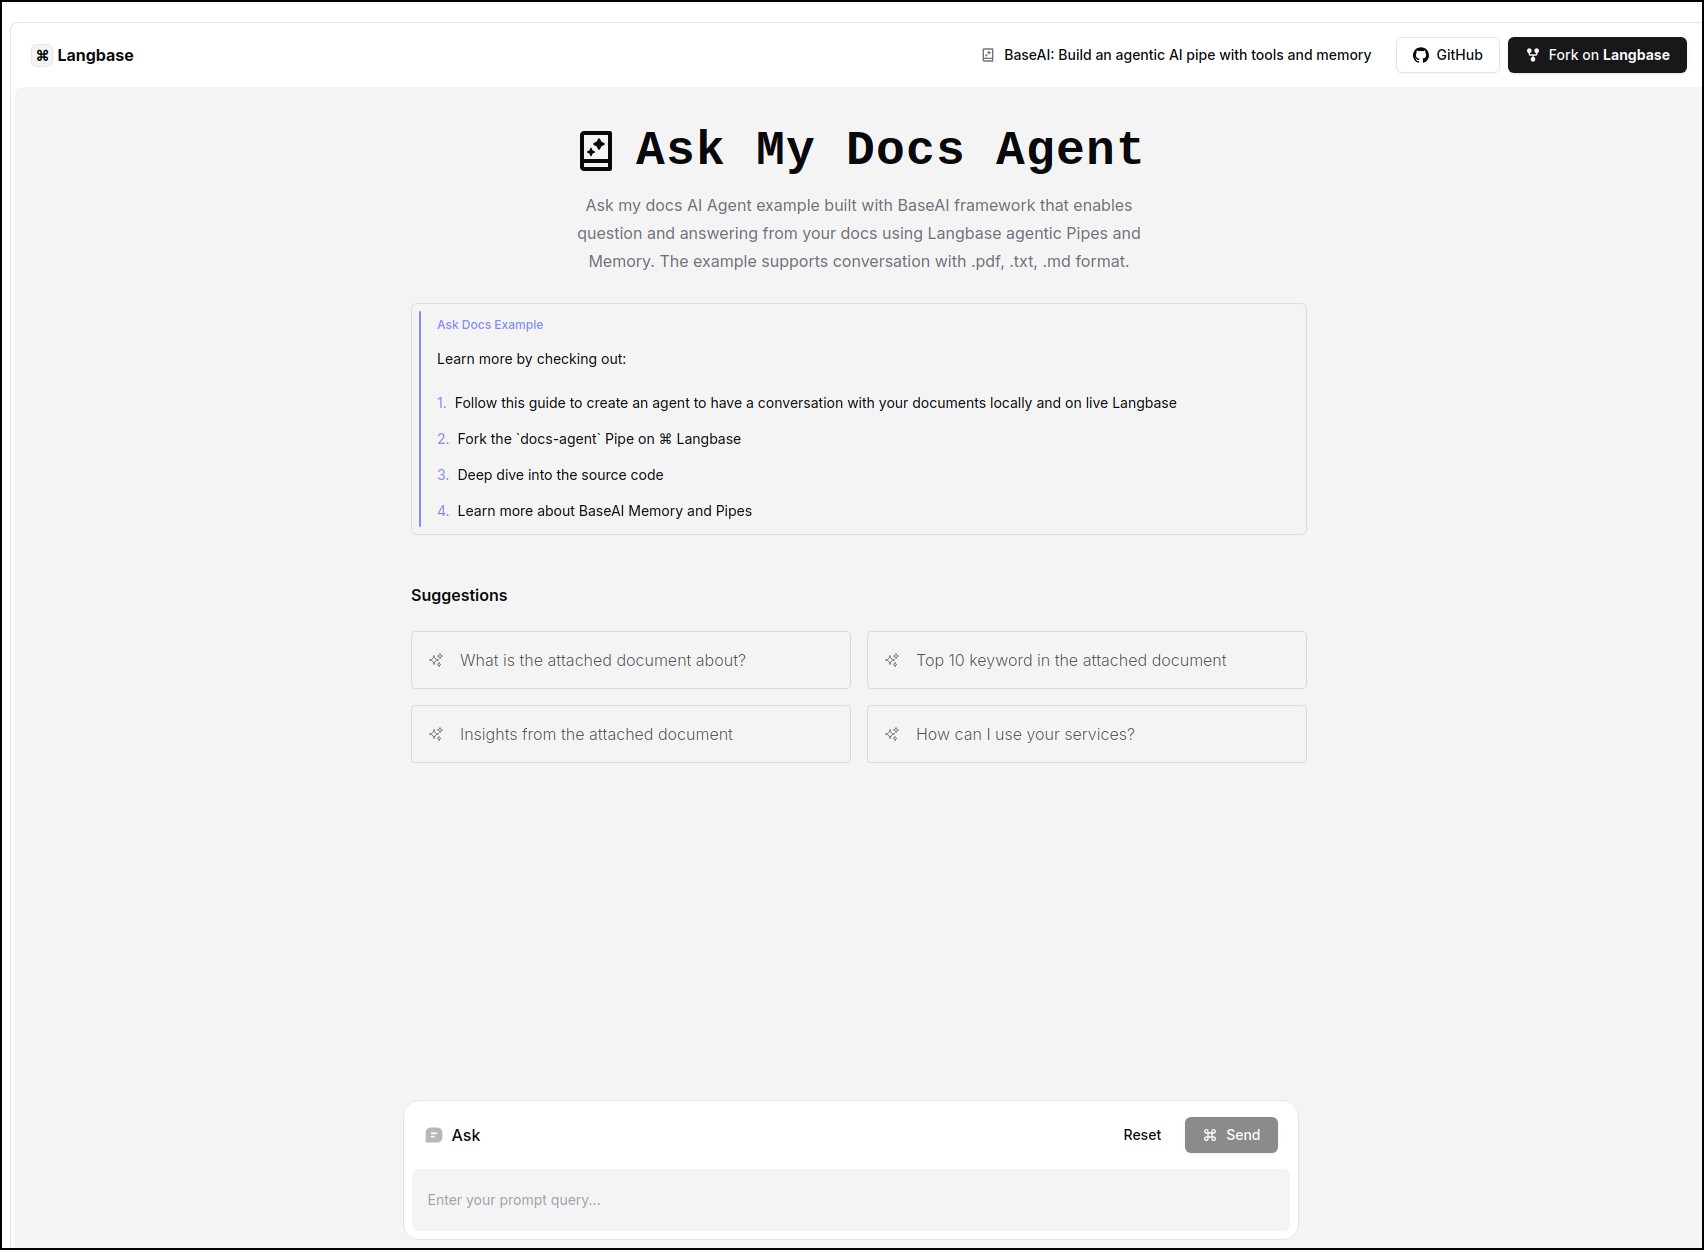 ⌘ Langbase
BaseAI: Build an agentic AI pipe with tools and memory
GitHub
Fork on Langbase
Ask My Docs Agent
Ask my docs AI Agent example built with BaseAI framework that enables
question and answering from your docs using Langbase agentic Pipes and
Memory. The example supports conversation with .pdf, .txt, .md format.
Ask Docs Example
Learn more by checking out:
1. Follow this guide to create an agent to have a conversation with your documents locally and on live Langbase
2. Fork the `docs-agent` Pipe on ⌘ Langbase
3. Deep dive into the source code
4. Learn more about BaseAI Memory and Pipes
Suggestions
What is the attached document about?
Top 10 keyword in the attached document
Insights from the attached document
How can I use your services?
Ask
Reset
⌘ Send
Enter your prompt query...